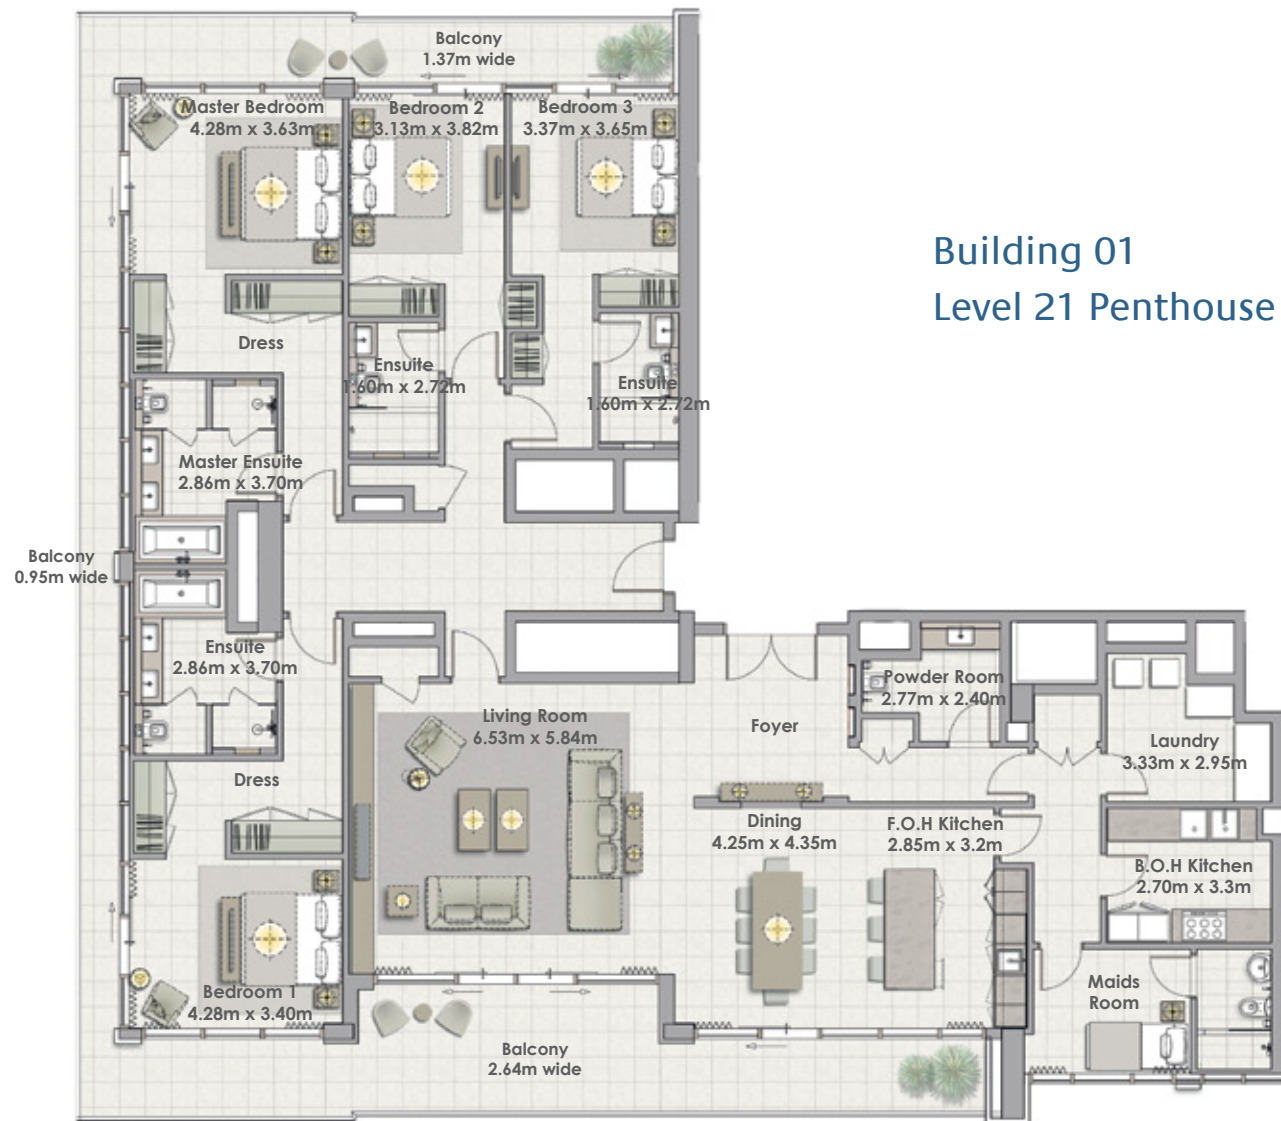 Balcony
1.37m wide
Master Bedroom
4.28m x 3.63m
Bedroom 2
3.13m x 3.82m
Bedroom 3
3.37m x 3.65m
Building 01
Level 21 Penthouse
Dress
Ensuite
1.60m x 2.72m
Ensuite
1.60m x 2.72m
Master Ensuite
2.86m x 3.70m
Balcony
0.95m wide
Ensuite
2.86m x 3.70m
Powder Room
2.77m x 2.40m
Living Room
6.53m x 5.84m
Foyer
Laundry
3.33m x 2.95m
Dress
Dining
4.25m x 4.35m
F.O.H Kitchen
2.85m x 3.2m
B.O.H Kitchen
2.70m x 3.3m
Bedroom 1
4.28m x 3.40m
Maids
Room
Balcony
2.64m wide